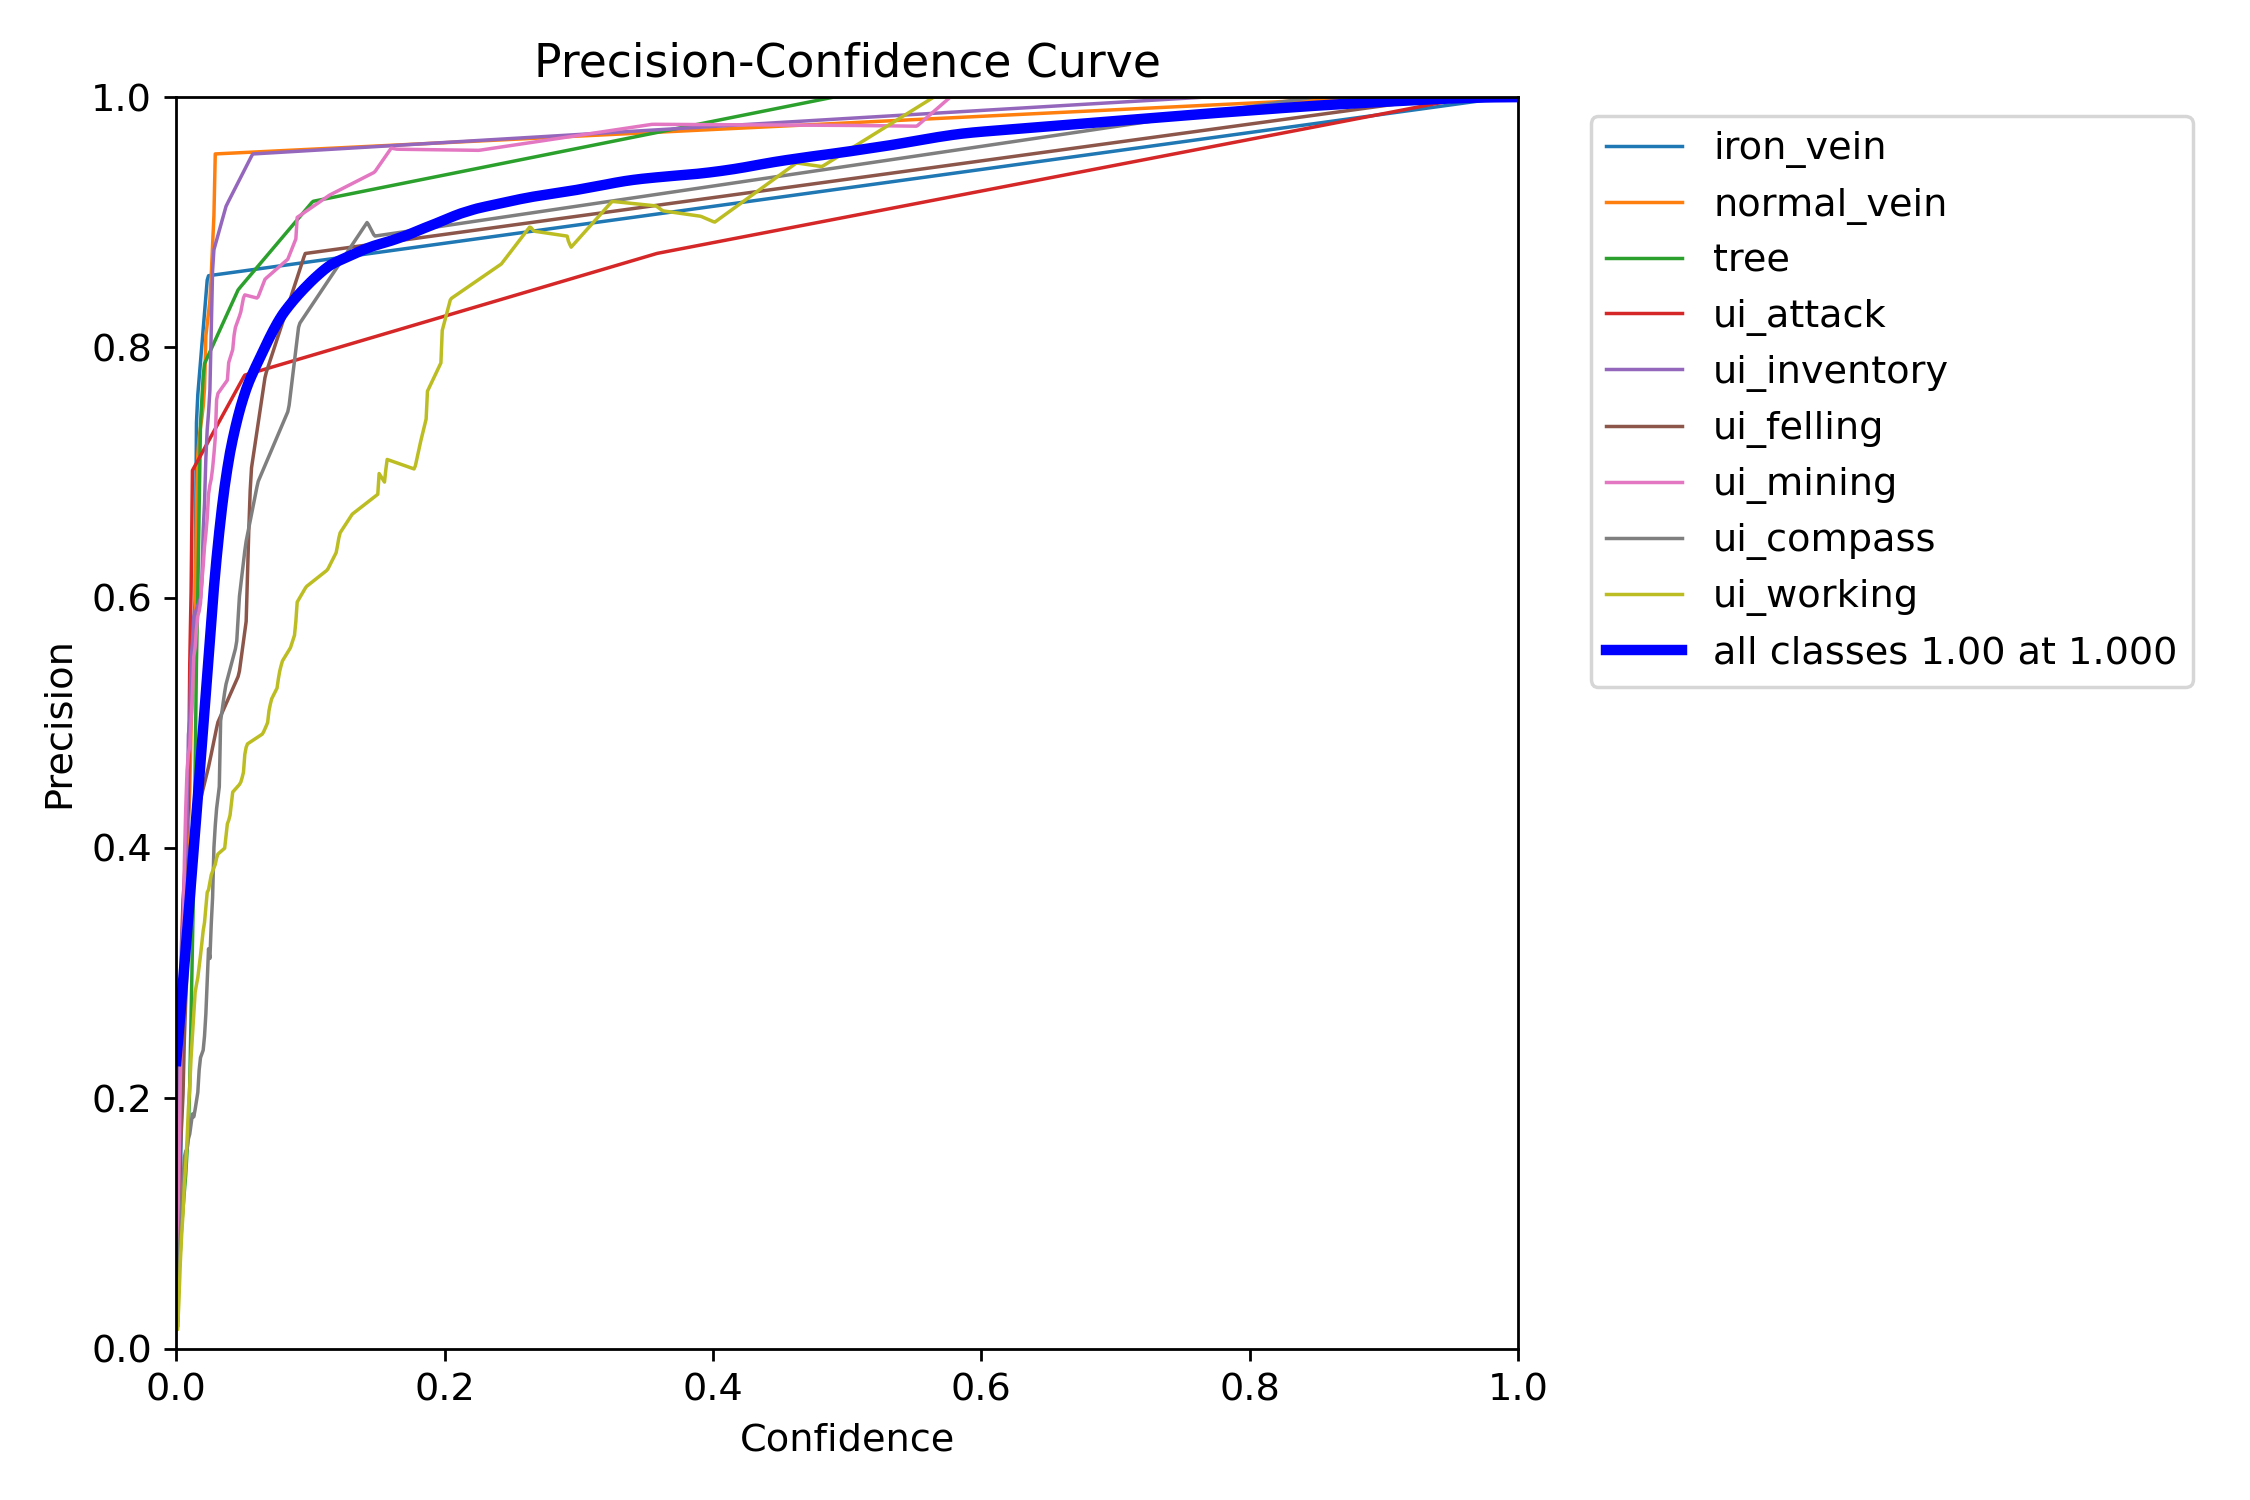 Precision-Confidence Curve
1.0
0.8
0.6
0.4
0.2
0.0
Precision
0.0 0.2 0.4 0.6 0.8 1.0
Confidence
iron_vein
normal_vein
tree
ui_attack
ui_inventory
ui_felling
ui_mining
ui_compass
ui_working
all classes 1.00 at 1.000